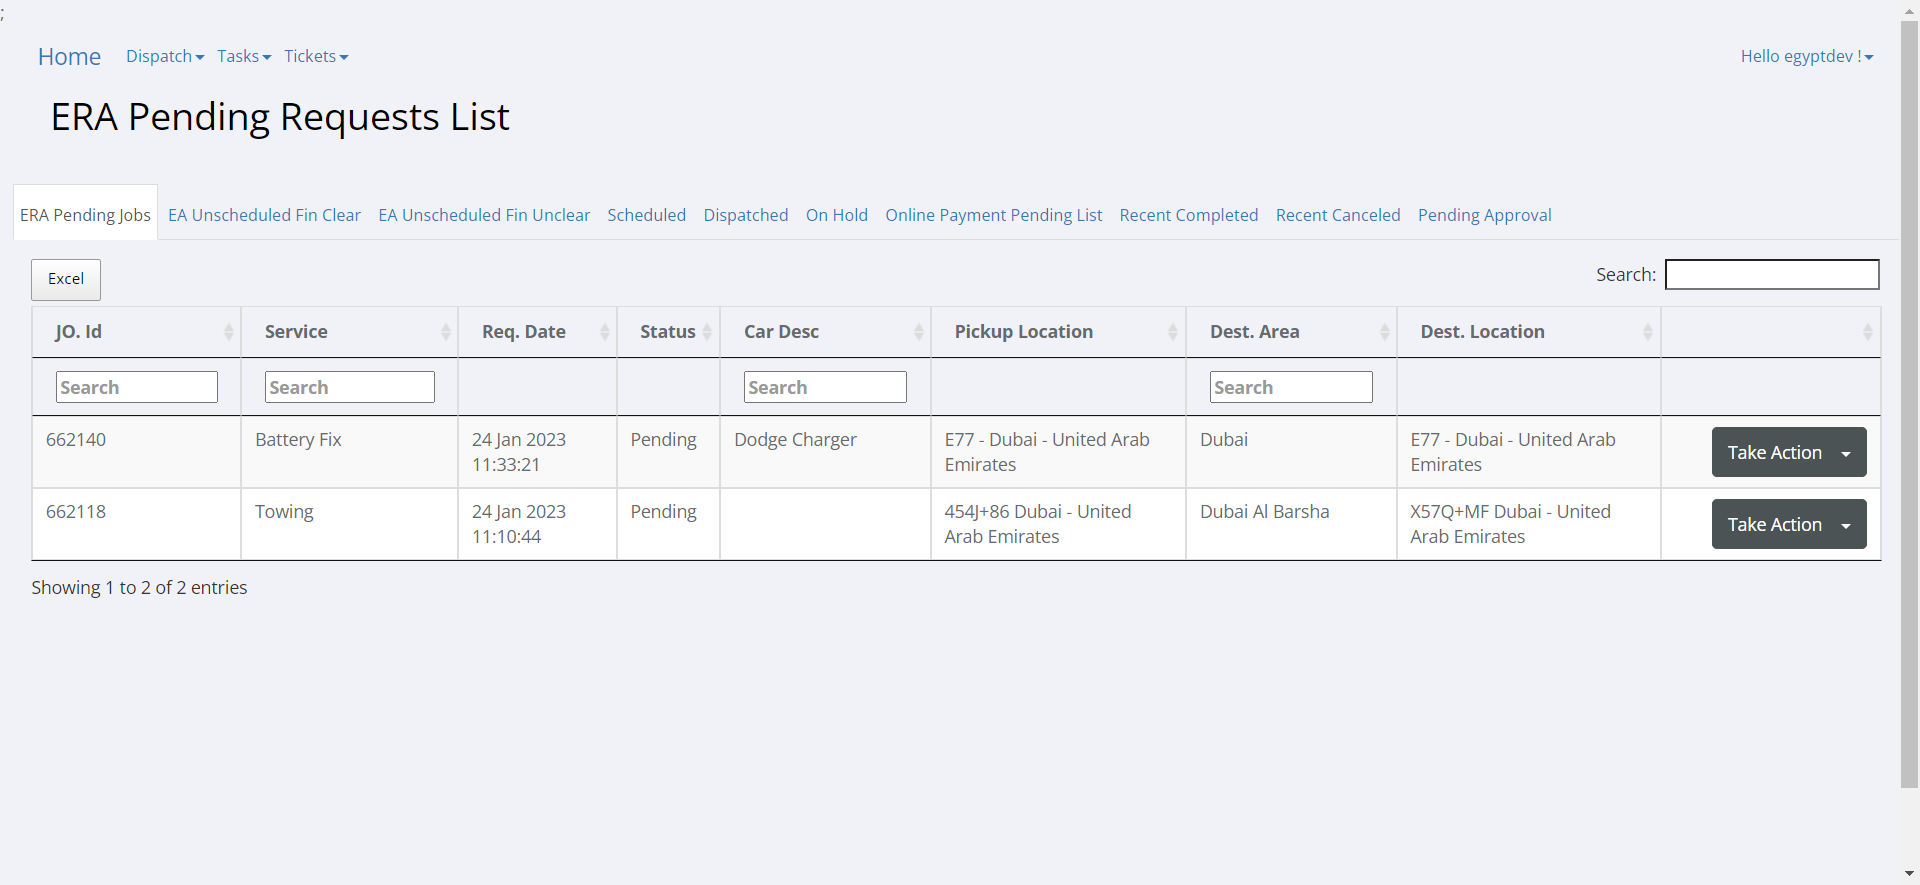 ;
Home Dispatch Tasks Tickets Hello egyptdev !
ERA Pending Requests List
ERA Pending Jobs EA Unscheduled Fin Clear EA Unscheduled Fin Unclear Scheduled Dispatched On Hold Online Payment Pending List Recent Completed Recent Canceled Pending Approval
Excel Search:
JO. Id Service Req. Date Status Car Desc Pickup Location Dest. Area Dest. Location
Search Search Search Search
662140 Battery Fix 24 Jan 2023 Pending Dodge Charger E77 - Dubai - United Arab Dubai E77 - Dubai - United Arab Take Action
11:33:21 Emirates Emirates
662118 Towing 24 Jan 2023 Pending 454J+86 Dubai - United Dubai Al Barsha X57Q+MF Dubai - United Take Action
11:10:44 Arab Emirates Arab Emirates
Showing 1 to 2 of 2 entries